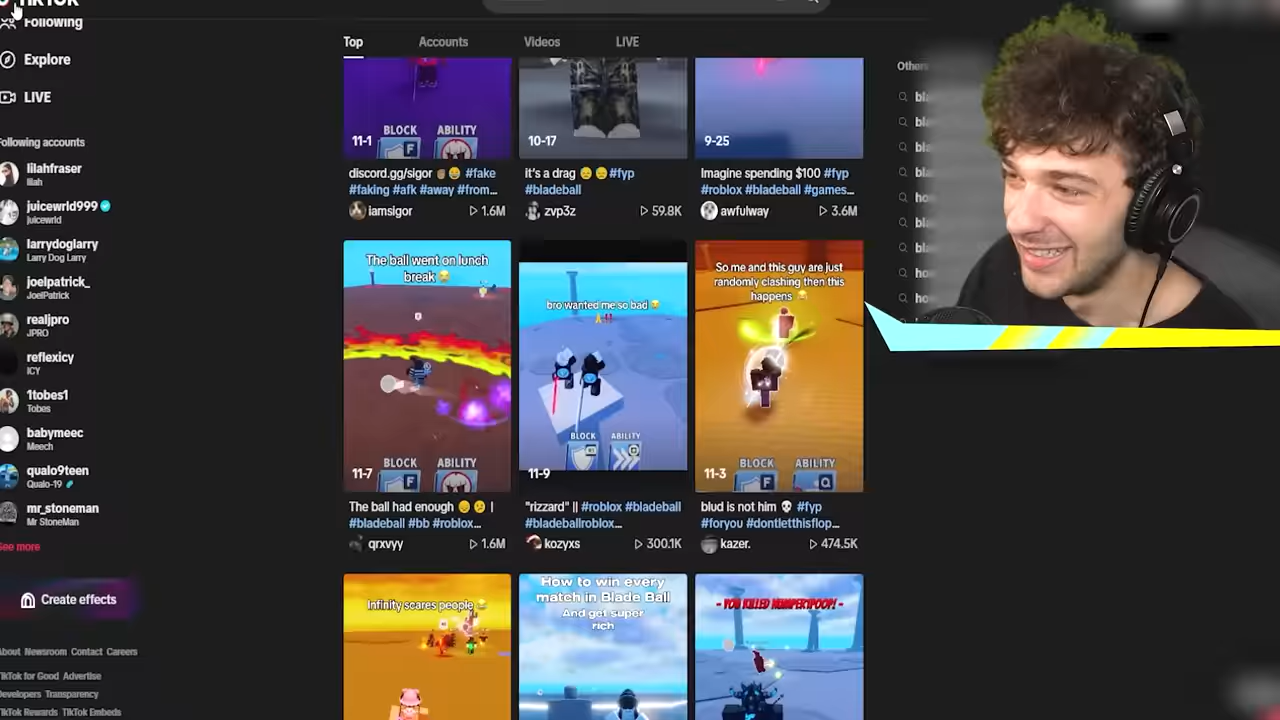 TikTok
Following
Explore
LIVE
Following accounts
lilahfraser
lilah
juicewrld999
juicewrld
larrydoglarry
Larry Dog Larry
joelpatrick_
JoelPatrick
realjpro
JPRO
reflexicy
ICY
1tobes1
Tobes
babymeec
Meech
qualo9teen
Qualo-19
mr_stoneman
Mr StoneMan
See more
Create effects
About Newsroom Contact Careers
TikTok for Good Advertise
Developers Transparency
TikTok Rewards TikTok Embeds
Top Accounts Videos LIVE
BLOCK ABILITY
F
11-1 10-17 9-25
discord.gg/sigor ✊🏽😂 #fake
#faking #afk #away #from...
iamsigor 1.6M
it's a drag 😔😔#fyp
#bladeball
zvp3z 59.8K
Imagine spending $100 #fyp
#roblox #bladeball #games...
awfulway 3.6M
The ball went on lunch
break 😂
BLOCK ABILITY
F
11-7
The ball had enough 😔😢 |
#bladeball #bb #roblox...
qrxvyy 1.6M
bro wanted me so bad 😂
🙏‼️
BLOCK ABILITY
11-9
"rizzard" || #roblox #bladeball
#bladeballroblox...
kozyxs 300.1K
So me and this guy are just
randomly clashing then this
happens
BLOCK ABILITY
F Q
11-3
blud is not him 💀 #fyp
#foryou #dontletthisflop...
kazer. 474.5K
Infinity scares people
How to win every
match in Blade Ball
And get super
rich
Others